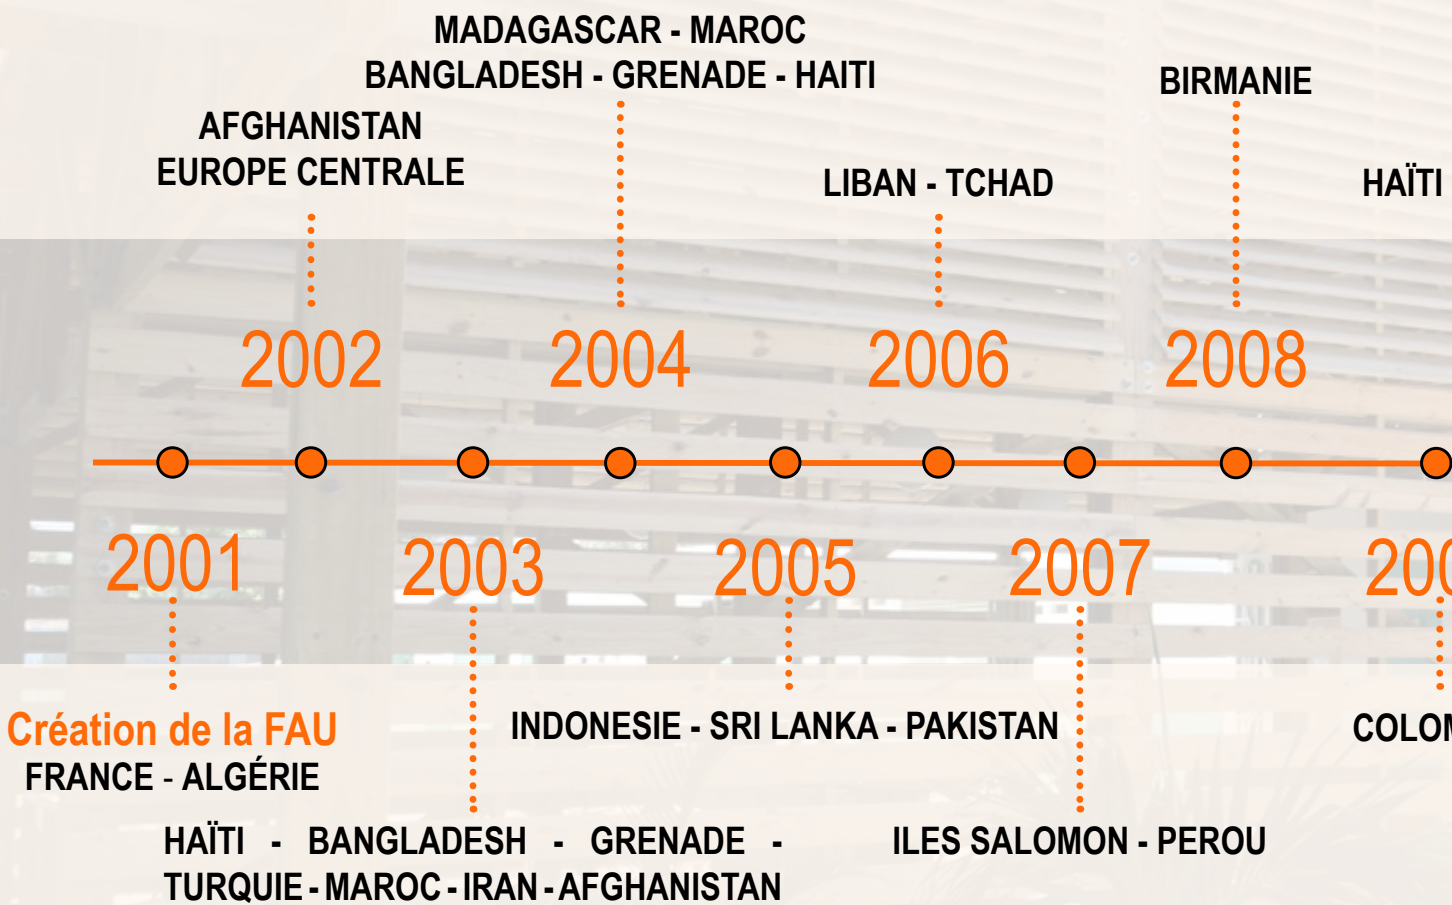 MADAGASCAR - MAROC
BANGLADESH - GRENADE - HAITI
BIRMANIE
AFGHANISTAN
EUROPE CENTRALE
LIBAN - TCHAD
HAÏTI
2002
2004
2006
2008
2001
2003
2005
2007
Création de la FAU
FRANCE - ALGÉRIE
INDONESIE - SRI LANKA - PAKISTAN
HAÏTI - BANGLADESH - GRENADE -
TURQUIE - MAROC - IRAN - AFGHANISTAN
ILES SALOMON - PEROU